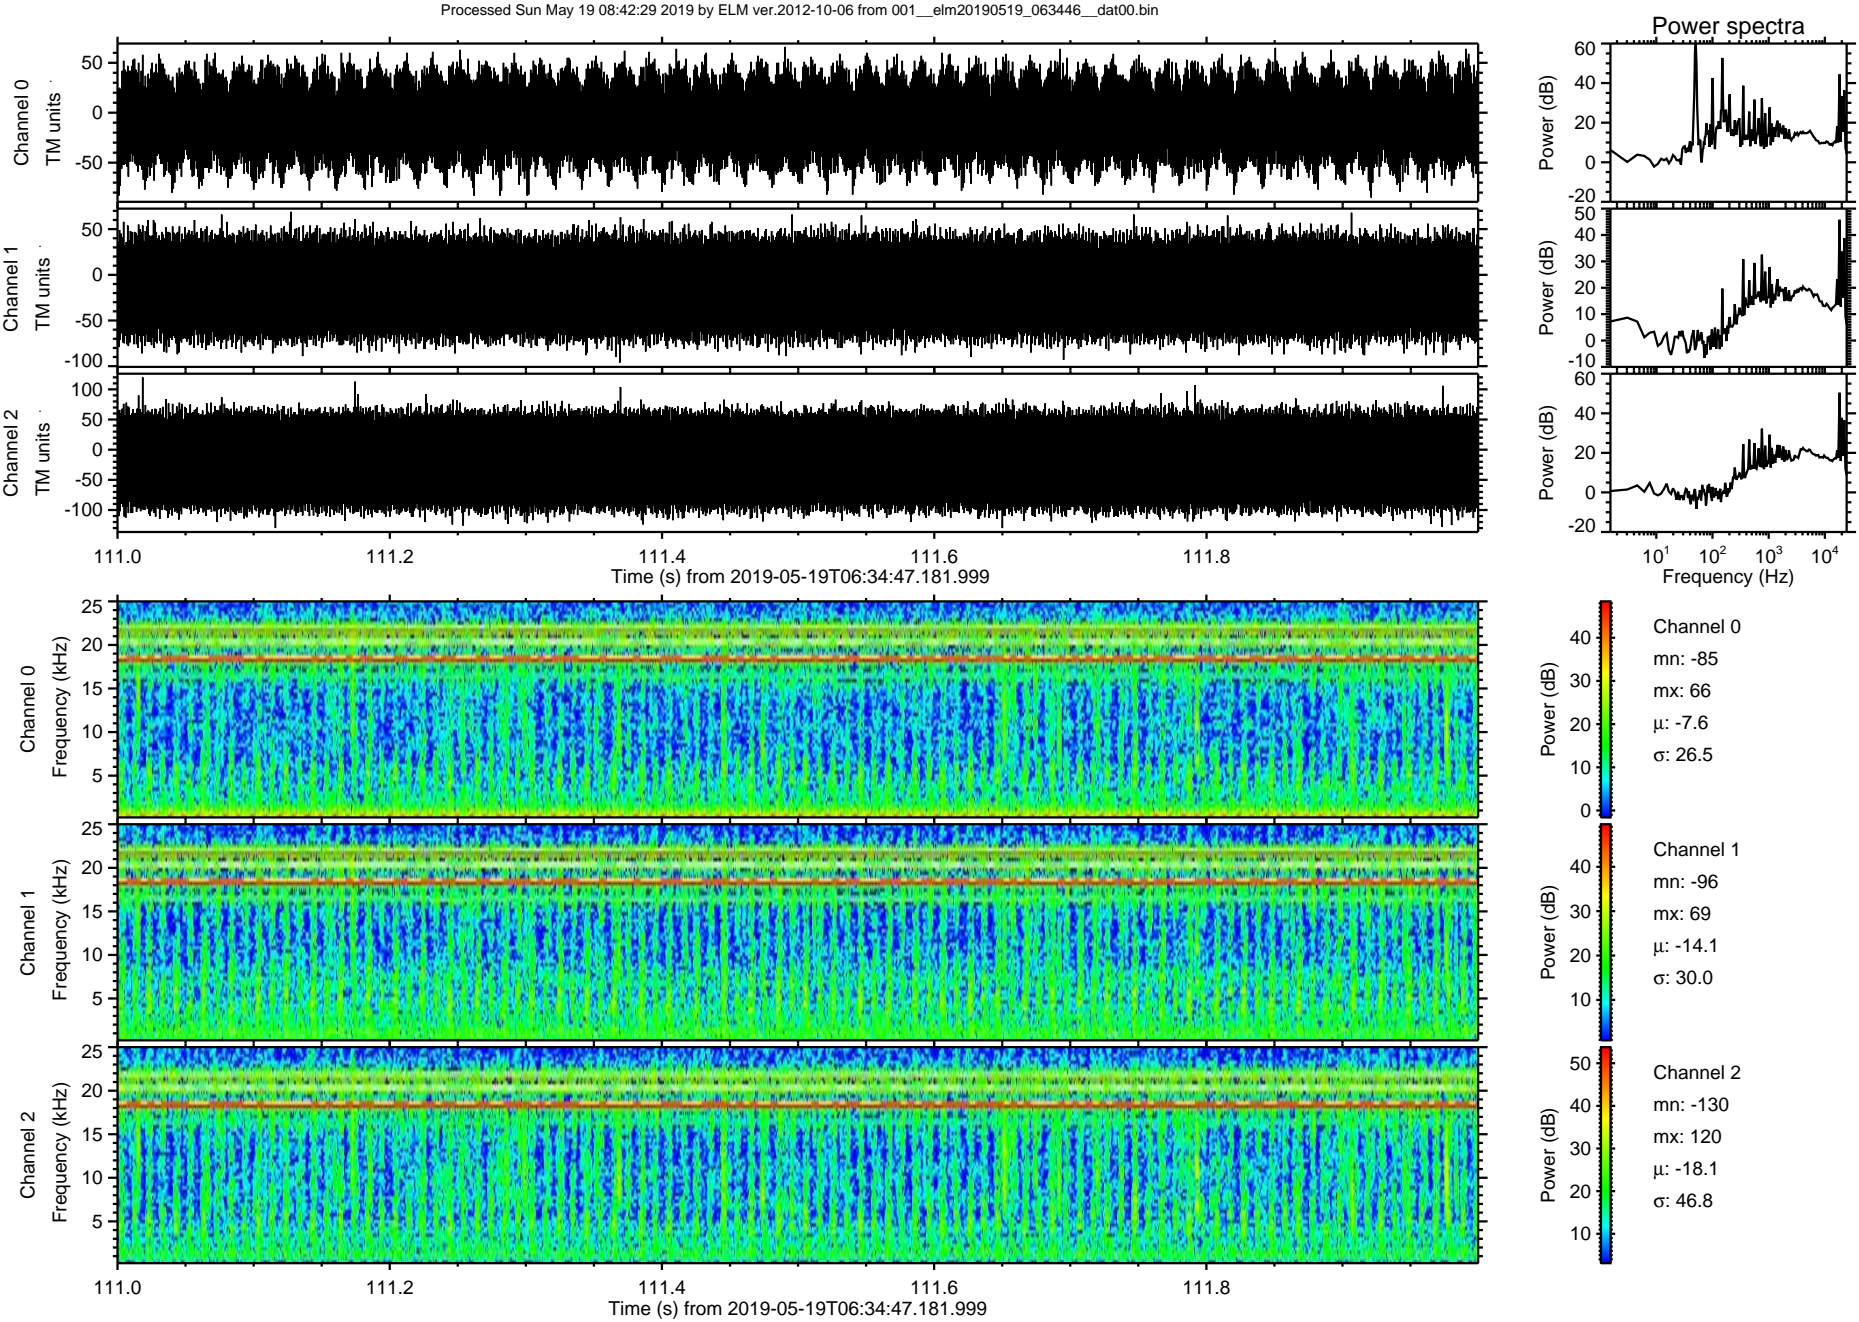 Processed Sun May 19 08:42:29 2019 by ELM ver.2012-10-06 from 001__elm20190519_063446__dat00.bin
Power spectra
Channel 0
TM units
50
0
-50
Power (dB)
60
40
20
0
-20
Channel 1
TM units
50
0
-50
-100
Power (dB)
50
40
30
20
10
0
-10
Channel 2
TM units
100
50
0
-50
-100
Power (dB)
60
40
20
0
-20
111.0 111.2 111.4 111.6 111.8
Time (s) from 2019-05-19T06:34:47.181.999
10¹ 10² 10³ 10⁴
Frequency (Hz)
Channel 0
Frequency (kHz)
25
20
15
10
5
Power (dB)
40
30
20
10
0
Channel 0
mn: -85
mx: 66
μ: -7.6
σ: 26.5
Channel 1
Frequency (kHz)
25
20
15
10
5
Power (dB)
40
30
20
10
Channel 1
mn: -96
mx: 69
μ: -14.1
σ: 30.0
Channel 2
Frequency (kHz)
25
20
15
10
5
Power (dB)
50
40
30
20
10
Channel 2
mn: -130
mx: 120
μ: -18.1
σ: 46.8
111.0 111.2 111.4 111.6 111.8
Time (s) from 2019-05-19T06:34:47.181.999